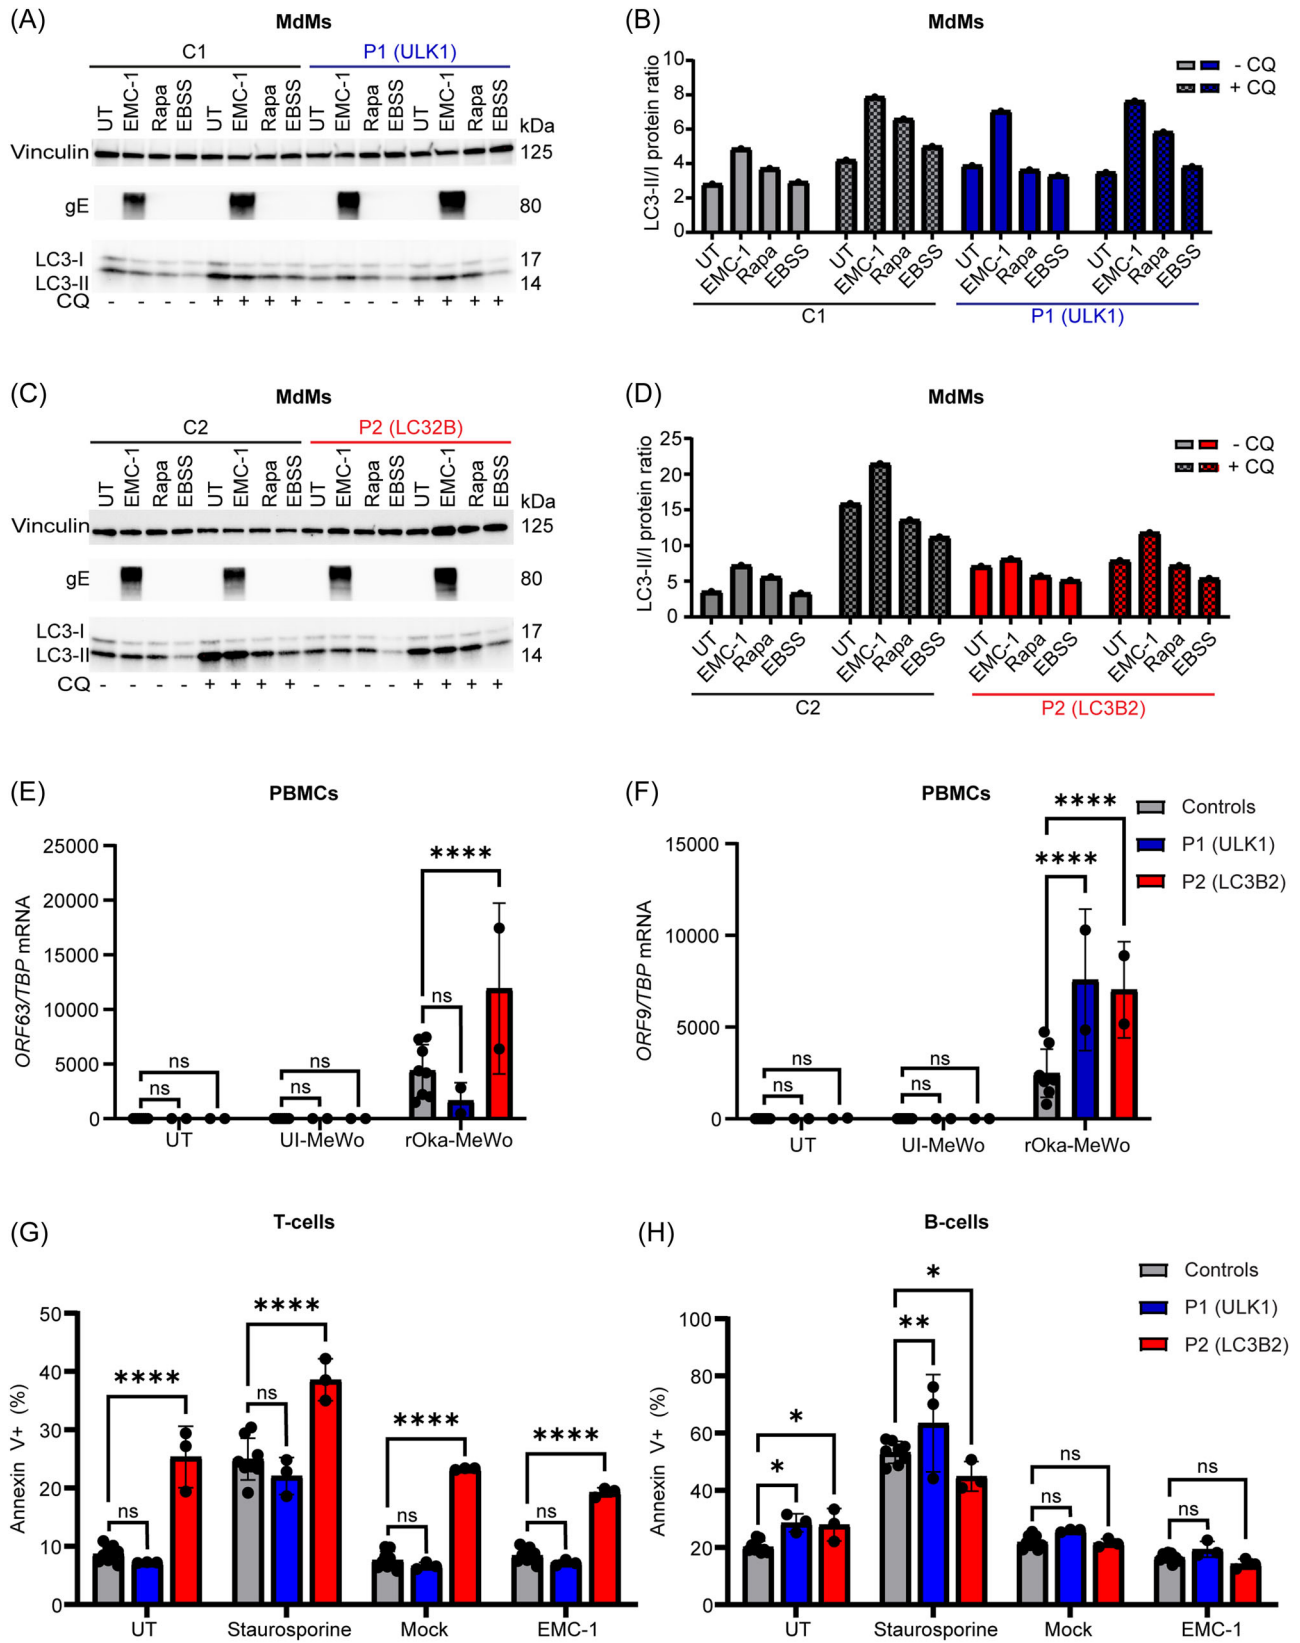 (A)
MdMs
C1
P1 (ULK1)
UT EMC-1 Rapa EBSS UT EMC-1 Rapa EBSS UT EMC-1 Rapa EBSS UT EMC-1 Rapa EBSS
kDa
Vinculin 125
gE 80
LC3-I 17
LC3-II 14
CQ - - - - + + + + - - - - + + + +
(B)
MdMs
LC3-II/I protein ratio
10
8
6
4
2
0
- CQ
+ CQ
UT EMC-1 Rapa EBSS UT EMC-1 Rapa EBSS UT EMC-1 Rapa EBSS UT EMC-1 Rapa EBSS
C1
P1 (ULK1)
(C)
MdMs
C2
P2 (LC32B)
UT EMC-1 Rapa EBSS UT EMC-1 Rapa EBSS UT EMC-1 Rapa EBSS UT EMC-1 Rapa EBSS
kDa
Vinculin 125
gE 80
LC3-I 17
LC3-II 14
CQ - - - - + + + + - - - - + + + +
(D)
MdMs
LC3-II/I protein ratio
25
20
15
10
5
0
- CQ
+ CQ
UT EMC-1 Rapa EBSS UT EMC-1 Rapa EBSS UT EMC-1 Rapa EBSS UT EMC-1 Rapa EBSS
C2
P2 (LC3B2)
(E)
PBMCs
ORF63/TBP mRNA
25000
20000
15000
10000
5000
0
ns
ns
ns
ns
ns
****
UT UI-MeWo rOka-MeWo
(F)
PBMCs
ORF9/TBP mRNA
15000
10000
5000
0
ns
ns
ns
ns
****
****
UT UI-MeWo rOka-MeWo
Controls
P1 (ULK1)
P2 (LC3B2)
(G)
T-cells
Annexin V+ (%)
50
40
30
20
10
0
ns
****
ns
****
ns
****
ns
****
UT Staurosporine Mock EMC-1
(H)
B-cells
Annexin V+ (%)
100
80
60
40
20
0
*
*
**
*
ns
ns
ns
ns
UT Staurosporine Mock EMC-1
Controls
P1 (ULK1)
P2 (LC3B2)